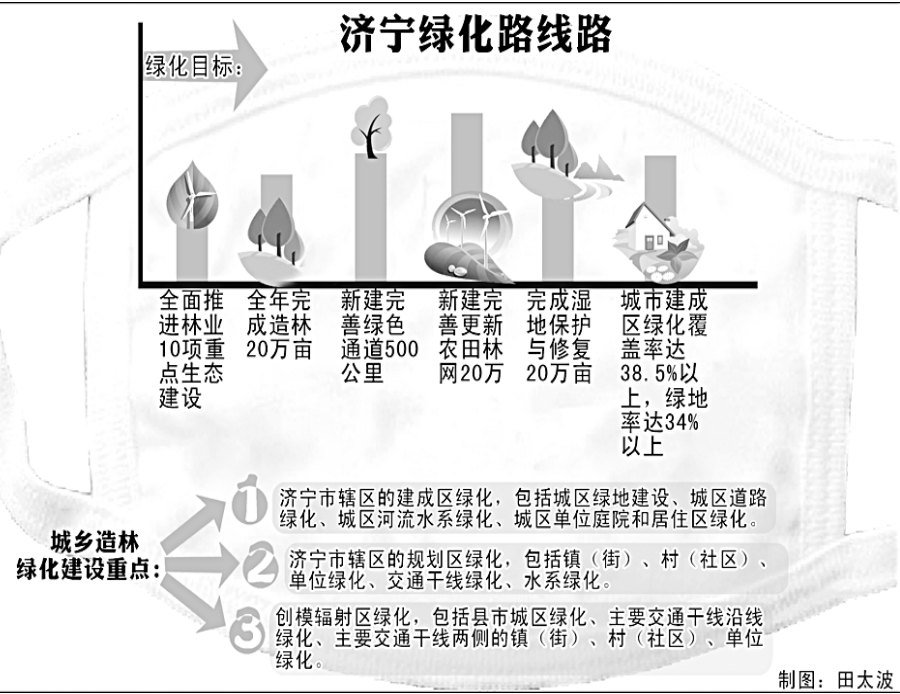 济宁绿化路线路
绿化目标：
全面推
进林业
10项重
点生态
建设
全年完
成造林
20万亩
新建完
善绿色
通道500
公里
新建完
善更新
农田林
网20万
完成湿
地保护
与修复
20万亩
城市建成
区绿化覆
盖率达
38.5%以
上，绿地
率达34%
以上
城乡造林
绿化建设重点：
1
济宁市辖区的建成区绿化，包括城区绿地建设、城区道路
绿化、城区河流水系绿化、城区单位庭院和居住区绿化。
2
济宁市辖区的规划区绿化，包括镇（街）、村（社区）、
单位绿化、交通干线绿化、水系绿化。
3
创模辐射区绿化，包括县市城区绿化、主要交通干线沿线
绿化、主要交通干线两侧的镇（街）、村（社区）、单位
绿化。
制图：田太波